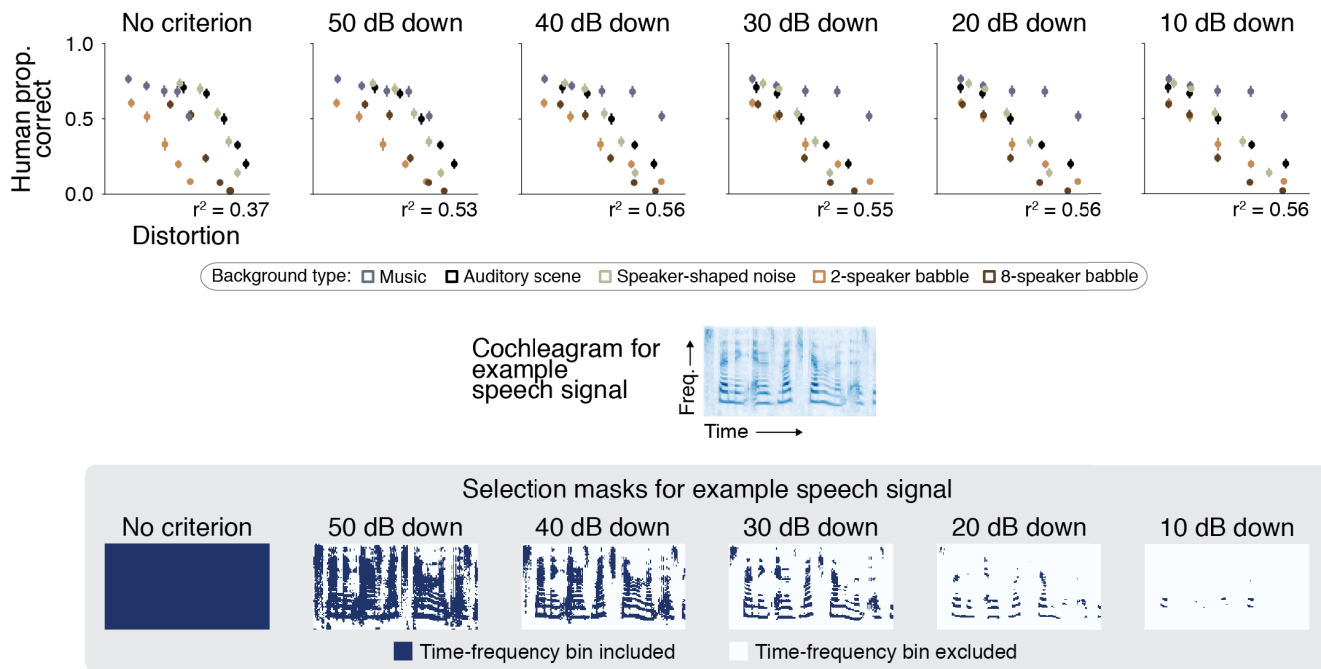 No criterion 50 dB down 40 dB down 30 dB down 20 dB down 10 dB down
Human prop.
correct
1.0
0.5
0.0
r² = 0.37 r² = 0.53 r² = 0.56 r² = 0.55 r² = 0.56 r² = 0.56
Distortion
Background type: Music Auditory scene Speaker-shaped noise 2-speaker babble 8-speaker babble
Cochleagram for
example
speech signal
Freq.
Time
Selection masks for example speech signal
No criterion 50 dB down 40 dB down 30 dB down 20 dB down 10 dB down
Time-frequency bin included Time-frequency bin excluded